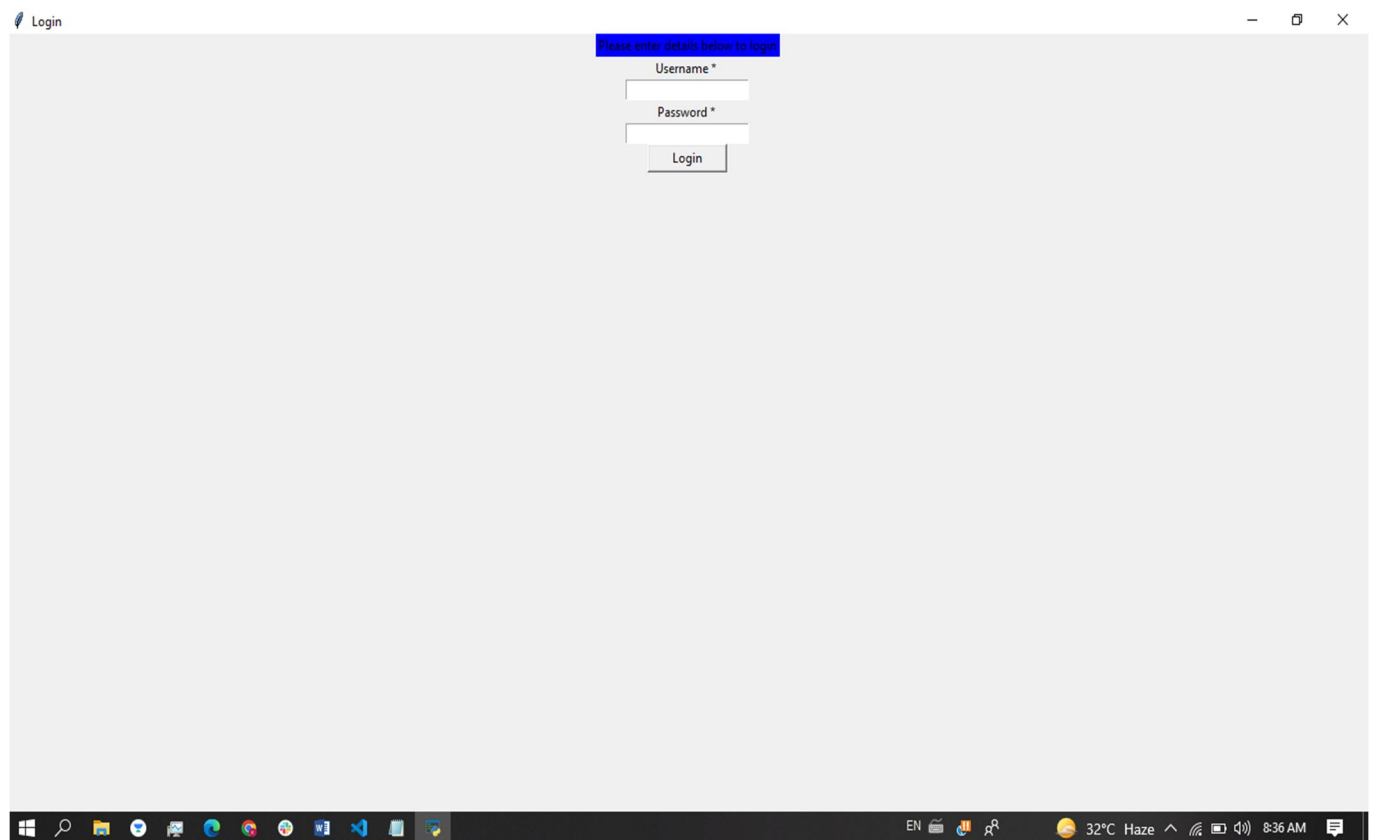 Login
Please enter details below to login
Username *
Password *
Login
EN 32°C Haze 8:36 AM